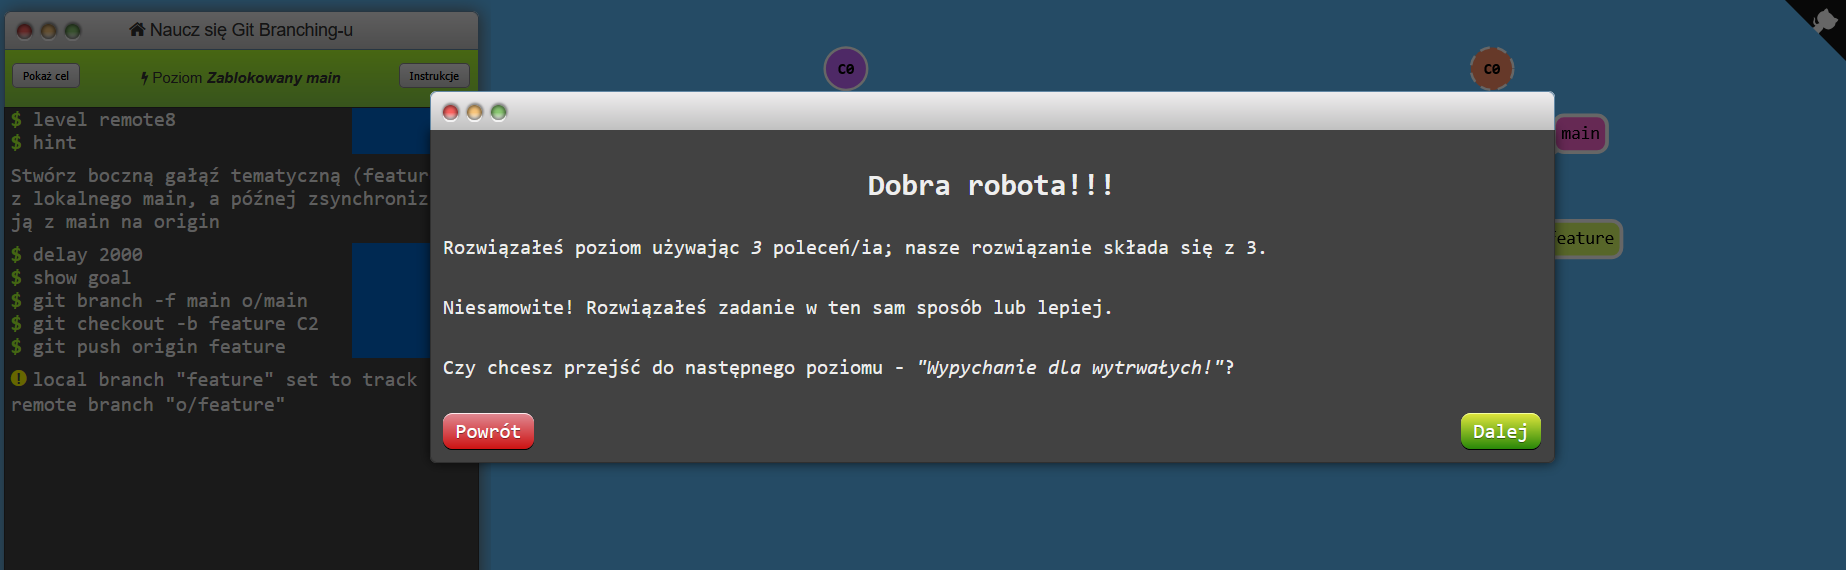 Naucz się Git Branching-u
Pokaż cel
Poziom Zablokowany main
Instrukcje
$ level remote8
$ hint
Stwórz boczną gałąź tematyczną (featur
z lokalnego main, a później zsynchroniz
ją z main na origin
$ delay 2000
$ show goal
$ git branch -f main o/main
$ git checkout -b feature C2
$ git push origin feature
local branch "feature" set to track
remote branch "o/feature"
C0
C0
main
feature
Dobra robota!!!
Rozwiązałeś poziom używając 3 poleceń/ia; nasze rozwiązanie składa się z 3.
Niesamowite! Rozwiązałeś zadanie w ten sam sposób lub lepiej.
Czy chcesz przejść do następnego poziomu - "Wypychanie dla wytrwałych!"?
Powrót
Dalej